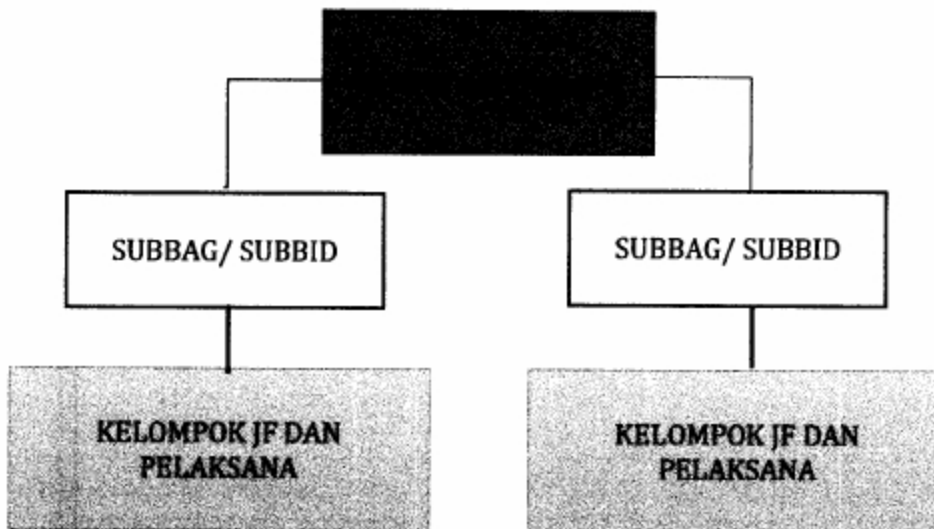 SUBBAG/ SUBBID
SUBBAG/ SUBBID
KELOMPOK JF DAN
PELAKSANA
KELOMPOK JF DAN
PELAKSANA